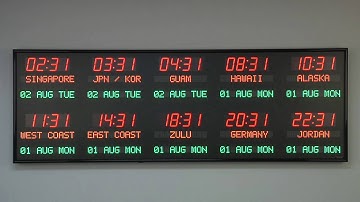 02:31 03:31 04:31 08:31 10:31
SINGAPORE JPN / KOR GUAM HAWAII ALASKA
02 AUG TUE 02 AUG TUE 02 AUG TUE 01 AUG MON 01 AUG MON
11:31 14:31 18:31 20:31 22:31
WEST COAST EAST COAST ZULU GERMANY JORDAN
01 AUG MON 01 AUG MON 01 AUG MON 01 AUG MON 01 AUG MON